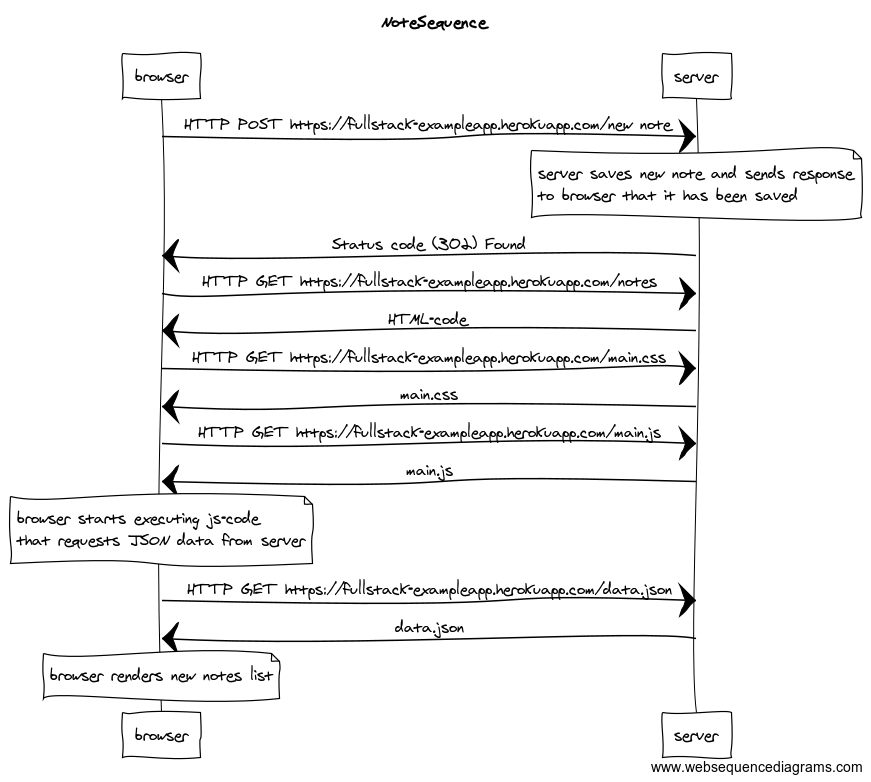 NoteSequence
browser
server
HTTP POST https://fullstack-exampleapp.herokuapp.com/new note
server saves new note and sends response
to browser that it has been saved
Status code (302) Found
HTTP GET https://fullstack-exampleapp.herokuapp.com/notes
HTML-code
HTTP GET https://fullstack-exampleapp.herokuapp.com/main.css
main.css
HTTP GET https://fullstack-exampleapp.herokuapp.com/main.js
main.js
browser starts executing js-code
that requests JSON data from server
HTTP GET https://fullstack-exampleapp.herokuapp.com/data.json
data.json
browser renders new notes list
browser
server
www.websequencediagrams.com